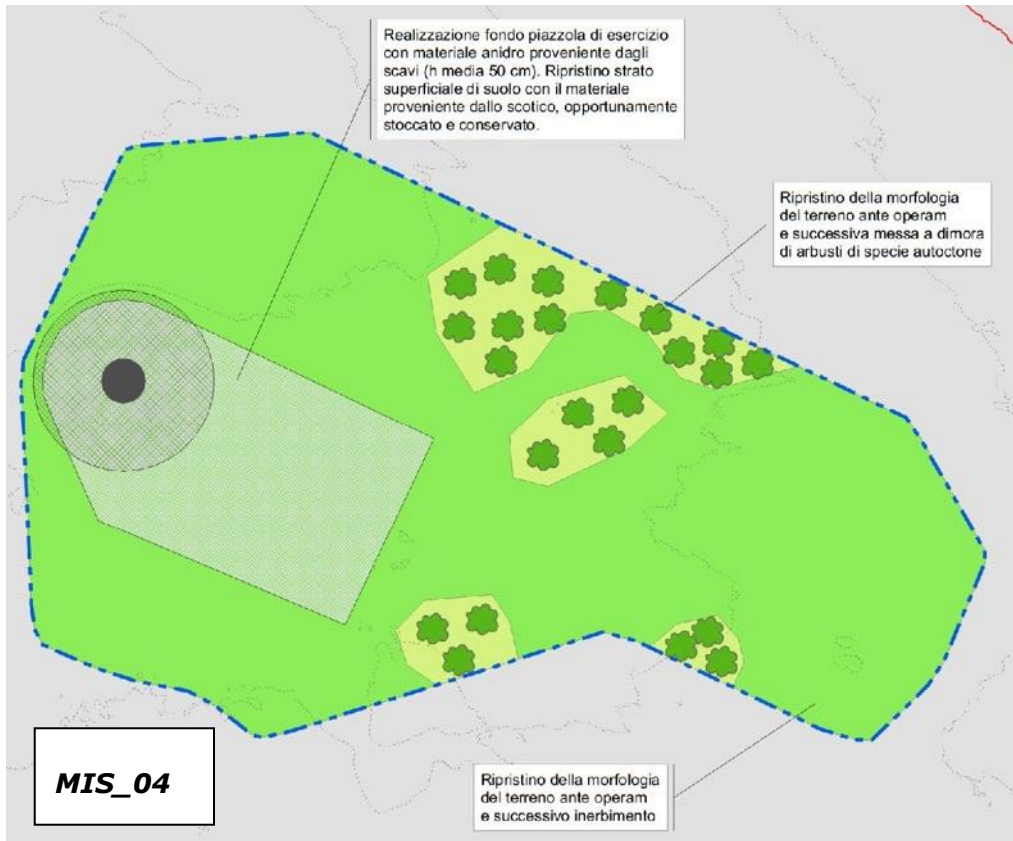 Realizzazione fondo piazzola di esercizio
con materiale anidro proveniente dagli
scavi (h media 50 cm). Ripristino strato
superficiale di suolo con il materiale
proveniente dallo scotico, opportunamente
stoccato e conservato.
Ripristino della morfologia
del terreno ante operam
e successiva messa a dimora
di arbusti di specie autoctone
MIS_04
Ripristino della morfologia
del terreno ante operam
e successivo inerbimento